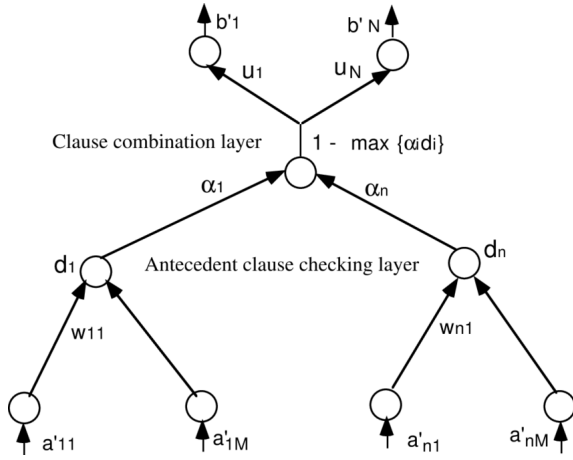 b'1 b'N
u1 uN
Clause combination layer 1 - max {αidi}
α1 αn
d1 Antecedent clause checking layer dn
w11 wn1
a'11 a'1M a'n1 a'nM